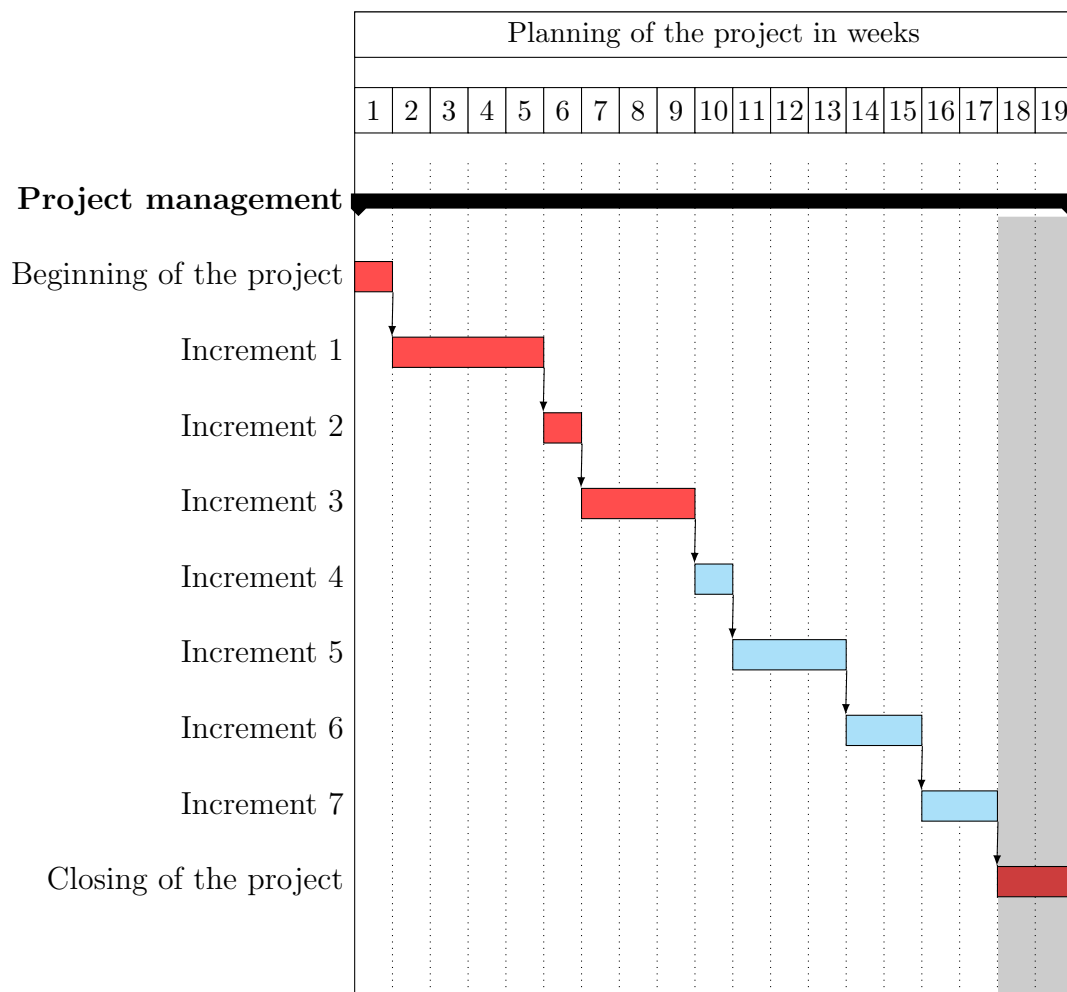 Planning of the project in weeks
1 2 3 4 5 6 7 8 9 10 11 12 13 14 15 16 17 18 19
Project management
Beginning of the project
Increment 1
Increment 2
Increment 3
Increment 4
Increment 5
Increment 6
Increment 7
Closing of the project